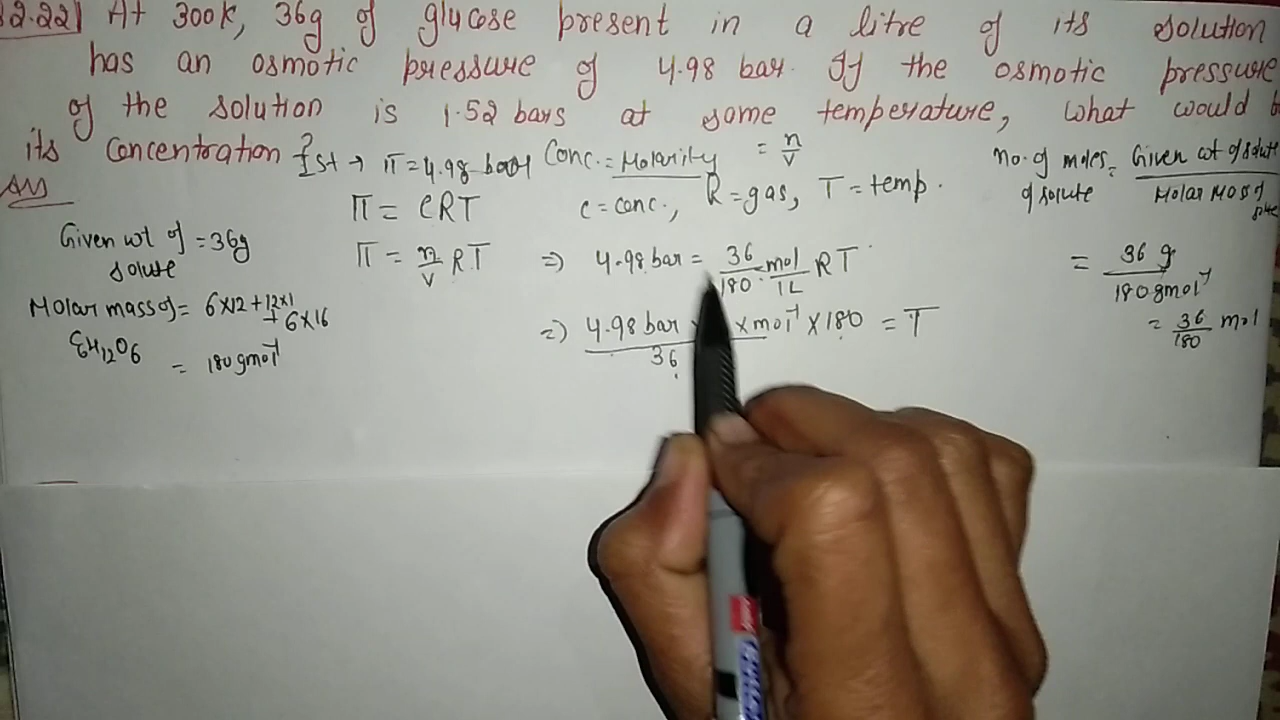 2.22) At 300K, 36g of glucose present in a litre of its solution
has an osmotic pressure of 4.98 bar. If the osmotic pressure
of the solution is 1.52 bars at same temperature, what would
its concentration
Ans
Ist → π = 4.98 bar
π = CRT
π = n/v RT
Conc. = Molarity = n/v
c = conc., R = gas, T = temp.
no. of moles of solute = Given wt of solute / Molar Mass of
= 36 g / 180 gmol⁻¹
= 36/180 mol
Given wt of solute = 36g
Molar mass of C6H12O6 = 6×12 + 12×1 + 6×16
= 180 gmol⁻¹
⇒ 4.98 bar = 36/180 . mol/1L RT
⇒ 4.98 bar × mol⁻¹ × 180 / 36 = T